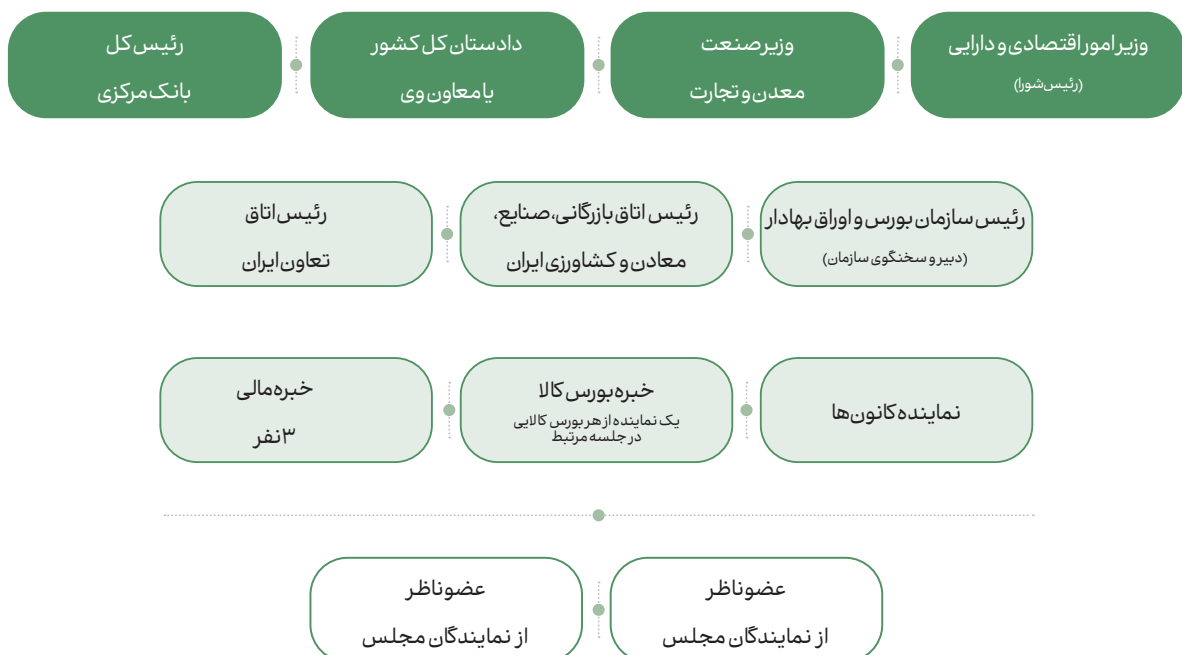 وزیر امور اقتصادی و دارایی
(رئیس شورا)
وزیر صنعت
معدن و تجارت
دادستان کل کشور
یا معاون وی
رئیس کل
بانک مرکزی
رئیس سازمان بورس و اوراق بهادار
(دبیر و سخنگوی سازمان)
رئیس اتاق بازرگانی، صنایع،
معادن و کشاورزی ایران
رئیس اتاق
تعاون ایران
نماینده کانون‌ها
خبره بورس کالا
یک نماینده از هر بورس کالایی
در جلسه مرتبط
خبره مالی
۳ نفر
عضو ناظر
از نمایندگان مجلس
عضو ناظر
از نمایندگان مجلس